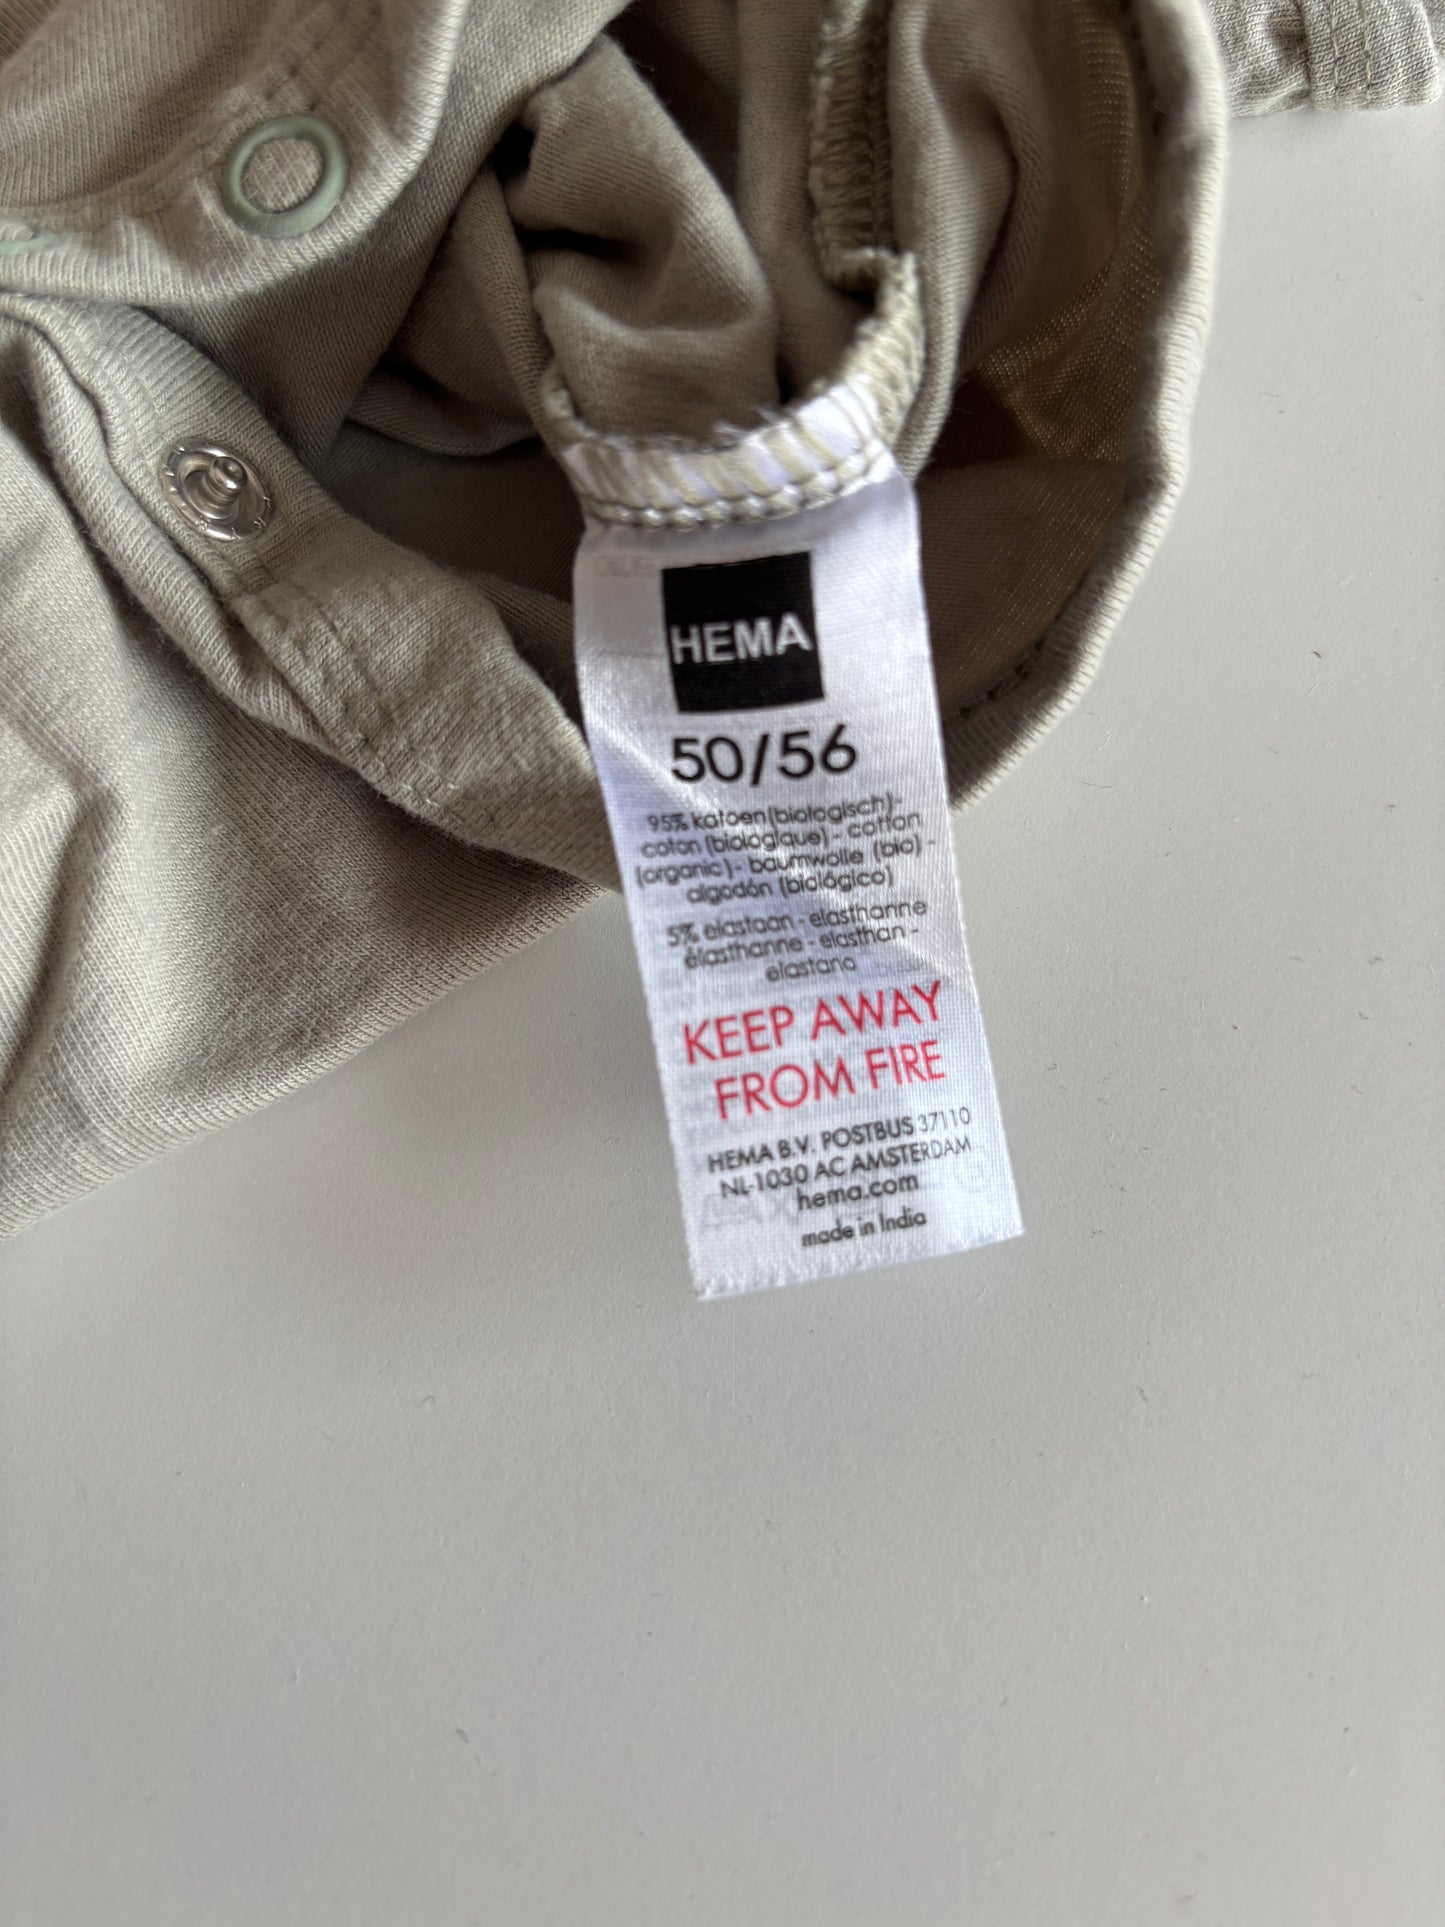 HEMA
50/56
95% katoen(biologisch)-
coton (biologique) - cotton
(organic) - baumwolle (bio) -
algodón (biológico)
5% elastaan - elasthanne
élasthanne - elasthan -
elastano
KEEP AWAY
FROM FIRE
HEMA B.V. POSTBUS 37110
NL-1030 AC AMSTERDAM
hema.com
made in India